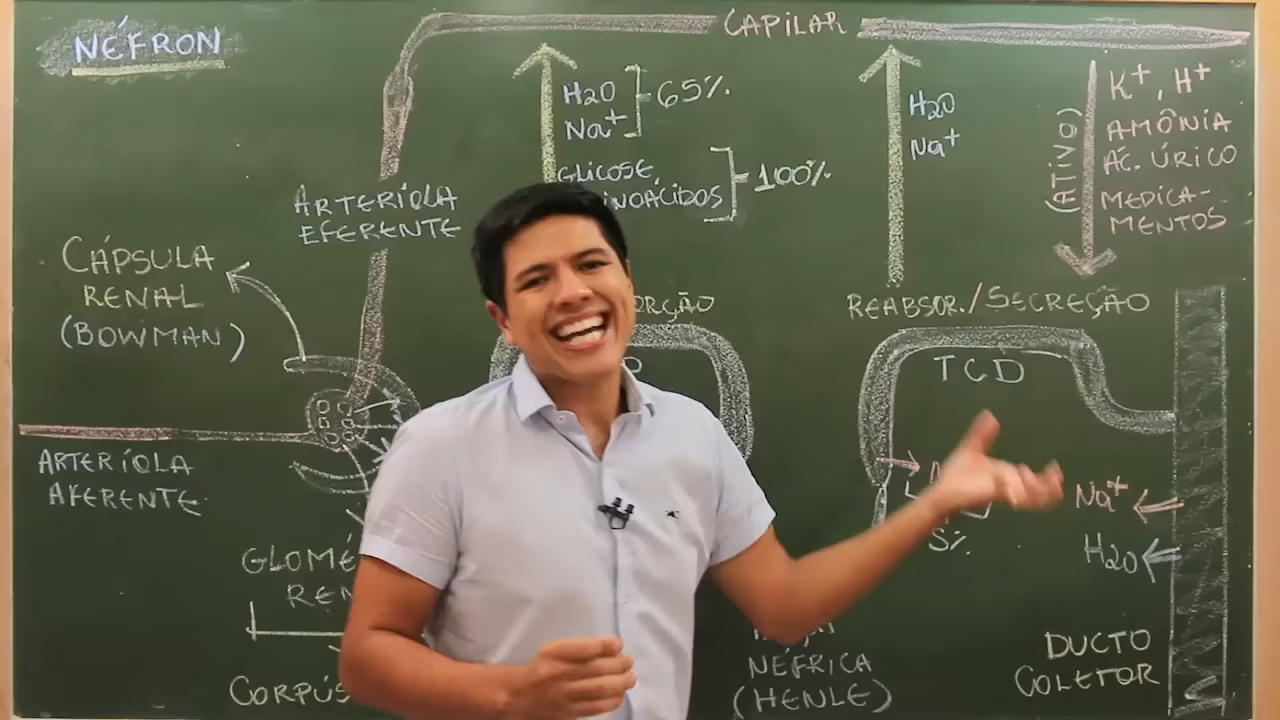 NÉFRON
CAPILAR
H2O
Na+
65%
GLICOSE,
100%
H2O
Na+
(ATIVO)
K+, H+
AMÔNIA
ÁC. ÚRICO
MEDICA-
MENTOS
ARTERÍOLA
EFERENTE
CÁPSULA
RENAL
(BOWMAN)
REABSOR./SECREÇÃO
TCD
ARTERÍOLA
AFERENTE
Na+
H2O
DUCTO
COLETOR
NÉFRICA
(HENLE)